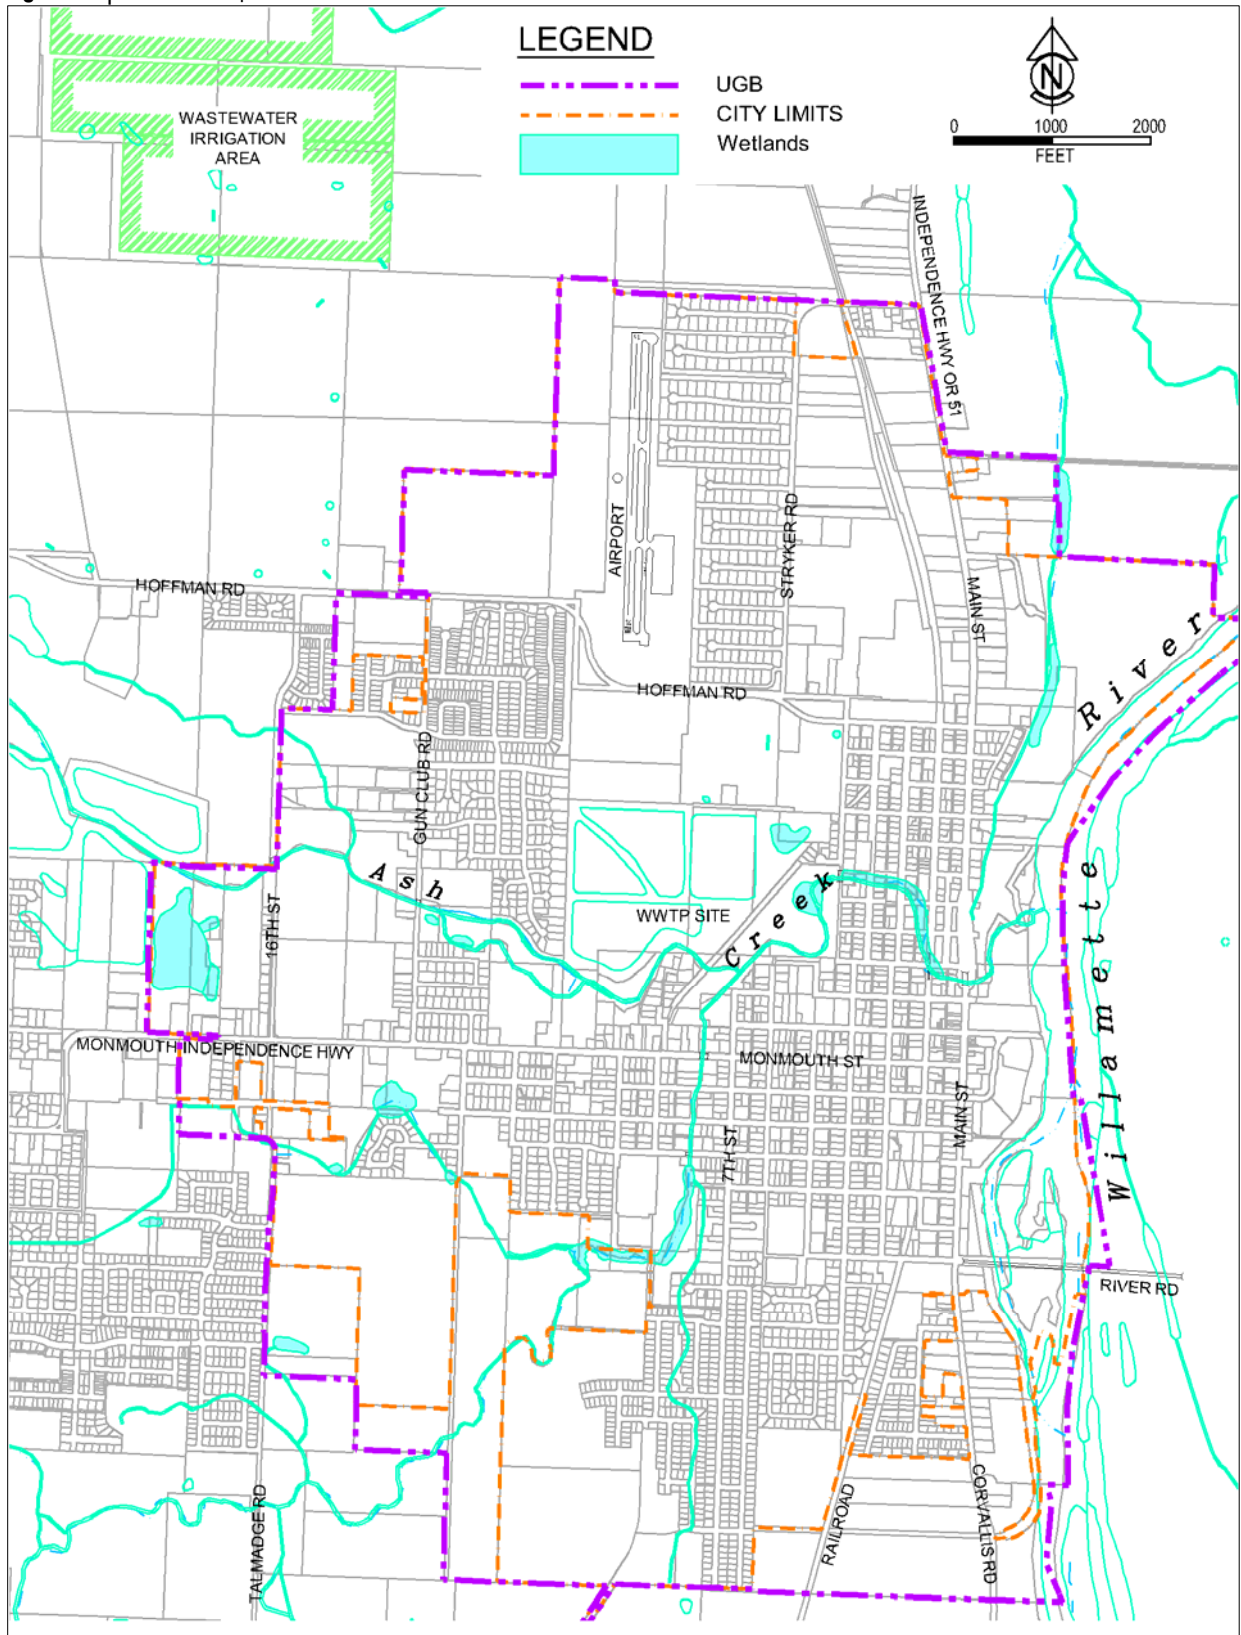 LEGEND
UGB
CITY LIMITS
Wetlands
N
0 1000 2000
FEET
WASTEWATER
IRRIGATION
AREA
INDEPENDENCE HWY OR 51
AIRPORT
STRYKER RD
HOFFMAN RD
MAIN ST
River
HOFFMAN RD
GUN CLUB RD
Ash
Creek
WWTP SITE
16TH ST
Willamette
MONMOUTH INDEPENDENCE HWY
MONMOUTH ST
MAIN ST
7TH ST
RIVER RD
TALMADGE RD
RAILROAD
CORVALLIS RD